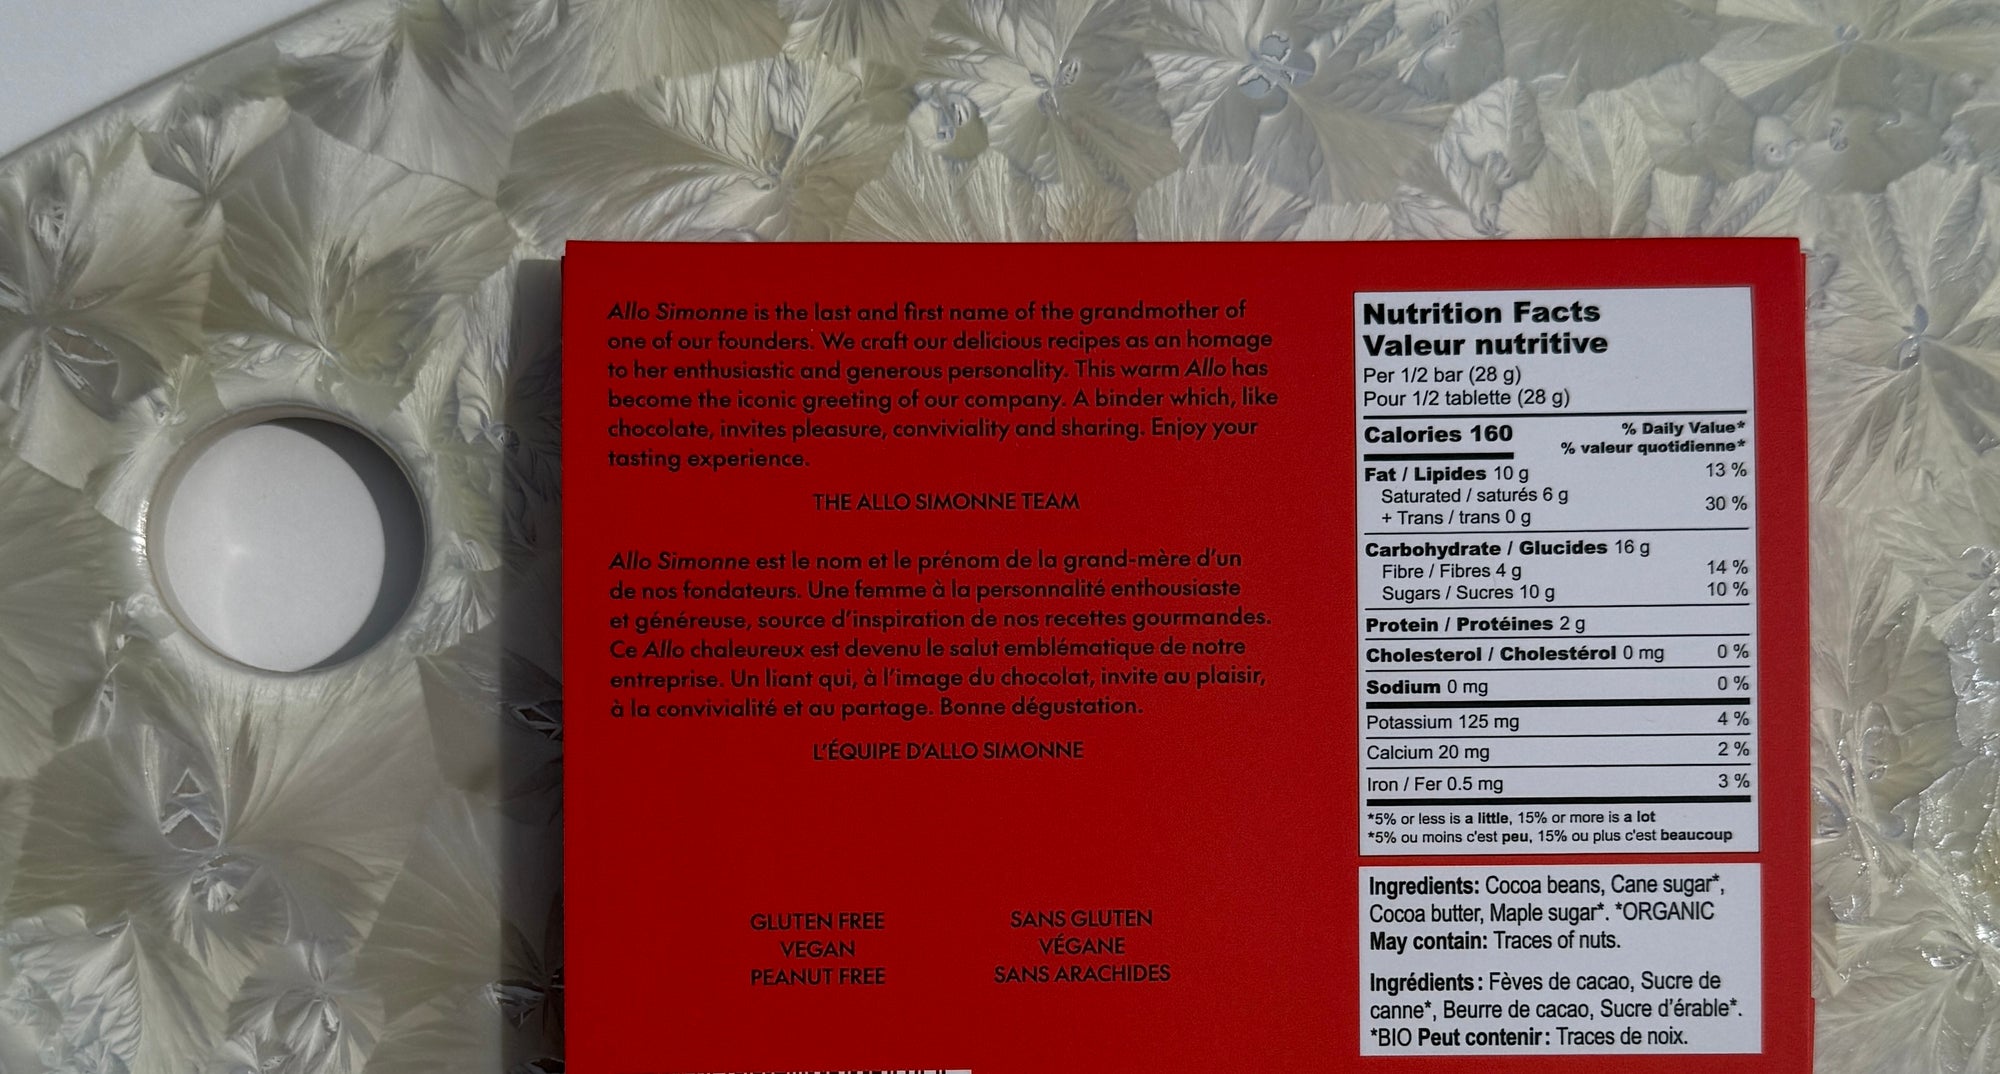 Allo Simonne is the last and first name of the grandmother of
one of our founders. We craft our delicious recipes as an homage
to her enthusiastic and generous personality. This warm Allo has
become the iconic greeting of our company. A binder which, like
chocolate, invites pleasure, conviviality and sharing. Enjoy your
tasting experience.
THE ALLO SIMONNE TEAM
Allo Simonne est le nom et le prénom de la grand-mère d'un
de nos fondateurs. Une femme à la personnalité enthousiaste
et généreuse, source d'inspiration de nos recettes gourmandes.
Ce Allo chaleureux est devenu le salut emblématique de notre
entreprise. Un liant qui, à l'image du chocolat, invite au plaisir,
à la convivialité et au partage. Bonne dégustation.
L'ÉQUIPE D'ALLO SIMONNE
GLUTEN FREE
VEGAN
PEANUT FREE
SANS GLUTEN
VÉGANE
SANS ARACHIDES
Nutrition Facts
Valeur nutritive
Per 1/2 bar (28 g)
Pour 1/2 tablette (28 g)
Calories 160
% Daily Value*
% valeur quotidienne*
Fat / Lipides 10 g 13 %
Saturated / saturés 6 g
+ Trans / trans 0 g 30 %
Carbohydrate / Glucides 16 g
Fibre / Fibres 4 g 14 %
Sugars / Sucres 10 g 10 %
Protein / Protéines 2 g
Cholesterol / Cholestérol 0 mg 0 %
Sodium 0 mg 0 %
Potassium 125 mg 4 %
Calcium 20 mg 2 %
Iron / Fer 0.5 mg 3 %
*5% or less is a little, 15% or more is a lot
*5% ou moins c'est peu, 15% ou plus c'est beaucoup
Ingredients: Cocoa beans, Cane sugar*,
Cocoa butter, Maple sugar*. *ORGANIC
May contain: Traces of nuts.
Ingrédients : Fèves de cacao, Sucre de
canne*, Beurre de cacao, Sucre d'érable*.
*BIO Peut contenir : Traces de noix.